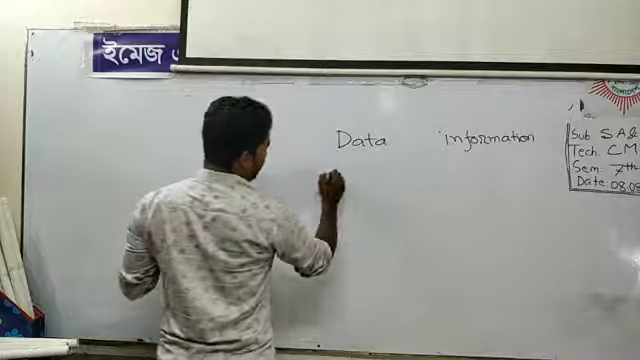 ইমেজ
Data information
Sub SA&
Tech. CM
Sem: 7th
Date: 08.08